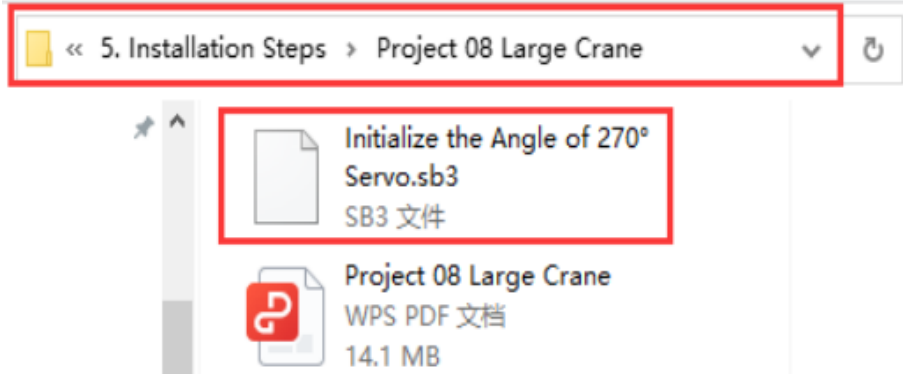 « 5. Installation Steps › Project 08 Large Crane
Initialize the Angle of 270°
Servo.sb3
SB3 文件
Project 08 Large Crane
WPS PDF 文档
14.1 MB